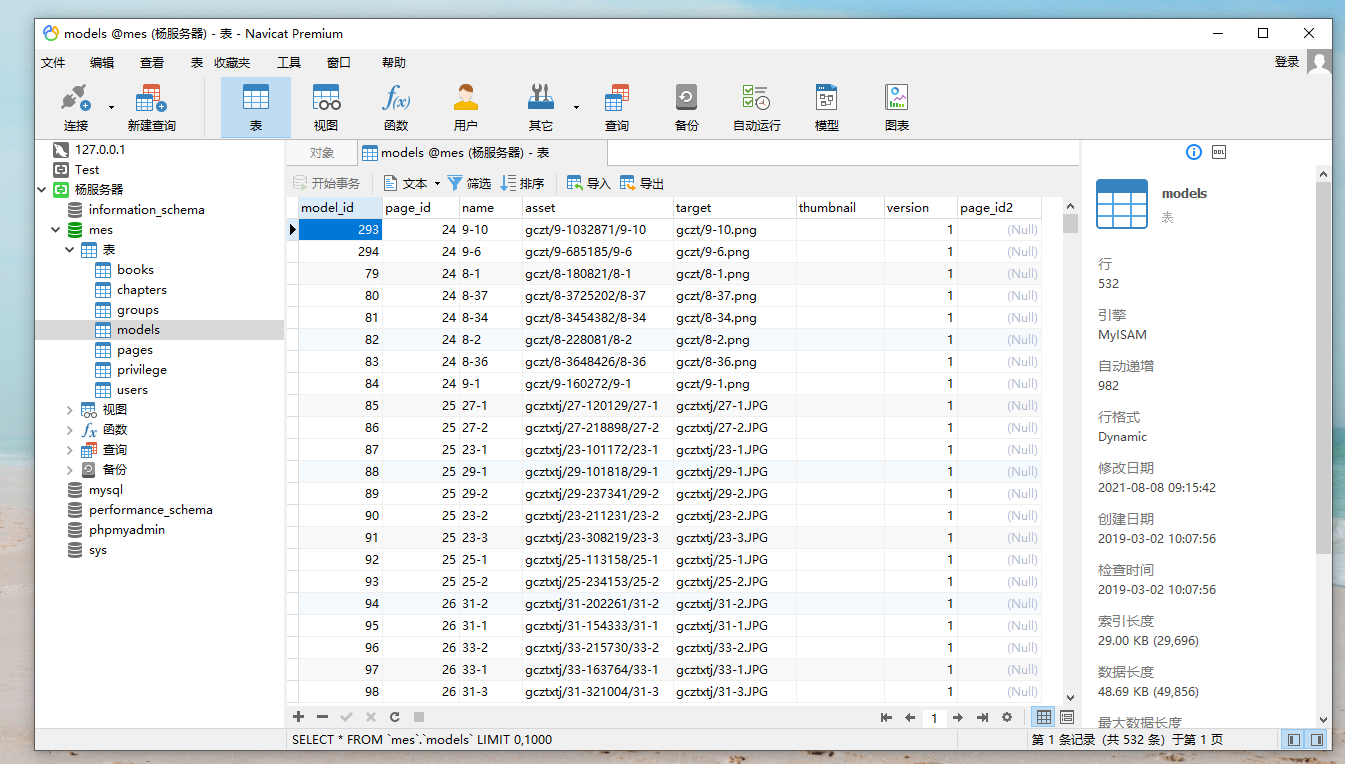 models @mes (杨服务器) - 表 - Navicat Premium
文件 编辑 查看 表 收藏夹 工具 窗口 帮助 登录
连接 新建查询 表 视图 函数 用户 其它 查询 备份 自动运行 模型 图表
127.0.0.1
Test
杨服务器
information_schema
mes
表
books
chapters
groups
models
pages
privilege
users
视图
函数
查询
备份
mysql
performance_schema
phpmyadmin
sys
对象 models @mes (杨服务器) - 表
开始事务 文本 筛选 排序 导入 导出
model_id page_id name asset target thumbnail version page_id2
293 24 9-10 gczt/9-1032871/9-10 gczt/9-10.png 1 (Null)
294 24 9-6 gczt/9-685185/9-6 gczt/9-6.png 1 (Null)
79 24 8-1 gczt/8-180821/8-1 gczt/8-1.png 1 (Null)
80 24 8-37 gczt/8-3725202/8-37 gczt/8-37.png 1 (Null)
81 24 8-34 gczt/8-3454382/8-34 gczt/8-34.png 1 (Null)
82 24 8-2 gczt/8-228081/8-2 gczt/8-2.png 1 (Null)
83 24 8-36 gczt/8-3648426/8-36 gczt/8-36.png 1 (Null)
84 24 9-1 gczt/9-160272/9-1 gczt/9-1.png 1 (Null)
85 25 27-1 gcztxtj/27-120129/27-1 gcztxtj/27-1.JPG 1 (Null)
86 25 27-2 gcztxtj/27-218898/27-2 gcztxtj/27-2.JPG 1 (Null)
87 25 23-1 gcztxtj/23-101172/23-1 gcztxtj/23-1.JPG 1 (Null)
88 25 29-1 gcztxtj/29-101818/29-1 gcztxtj/29-1.JPG 1 (Null)
89 25 29-2 gcztxtj/29-237341/29-2 gcztxtj/29-2.JPG 1 (Null)
90 25 23-2 gcztxtj/23-211231/23-2 gcztxtj/23-2.JPG 1 (Null)
91 25 23-3 gcztxtj/23-308219/23-3 gcztxtj/23-3.JPG 1 (Null)
92 25 25-1 gcztxtj/25-113158/25-1 gcztxtj/25-1.JPG 1 (Null)
93 25 25-2 gcztxtj/25-234153/25-2 gcztxtj/25-2.JPG 1 (Null)
94 26 31-2 gcztxtj/31-202261/31-2 gcztxtj/31-2.JPG 1 (Null)
95 26 31-1 gcztxtj/31-154333/31-1 gcztxtj/31-1.JPG 1 (Null)
96 26 33-2 gcztxtj/33-215730/33-2 gcztxtj/33-2.JPG 1 (Null)
97 26 33-1 gcztxtj/33-163764/33-1 gcztxtj/33-1.JPG 1 (Null)
98 26 31-3 gcztxtj/31-321004/31-3 gcztxtj/31-3.JPG 1 (Null)
1
SELECT * FROM `mes`.`models` LIMIT 0,1000
第 1 条记录 (共 532 条) 于第 1 页
DDL
models
表
行
532
引擎
MyISAM
自动递增
982
行格式
Dynamic
修改日期
2021-08-08 09:15:42
创建日期
2019-03-02 10:07:56
检查时间
2019-03-02 10:07:56
索引长度
29.00 KB (29,696)
数据长度
48.69 KB (49,856)
最大数据长度